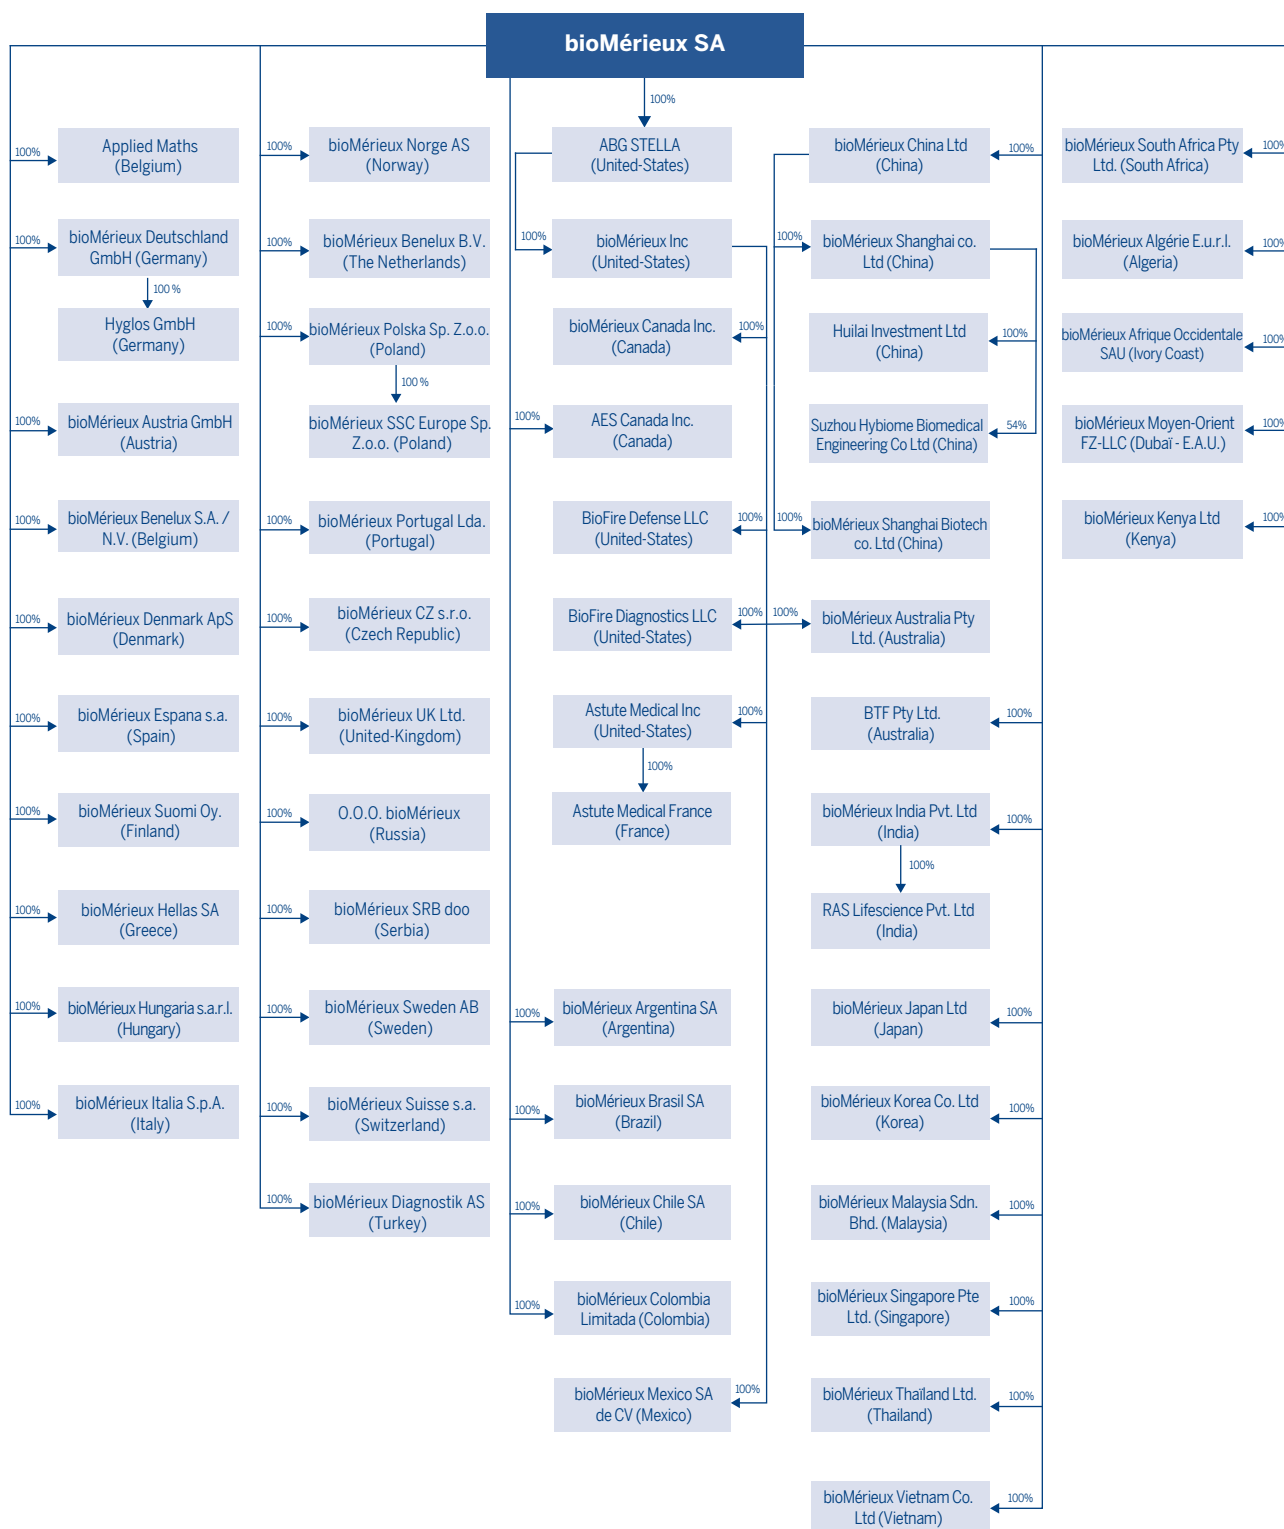 bioMérieux SA
100%
100%
Applied Maths
(Belgium)
100%
bioMérieux Deutschland
GmbH (Germany)
100 %
Hyglos GmbH
(Germany)
100%
bioMérieux Austria GmbH
(Austria)
100%
bioMérieux Benelux S.A. /
N.V. (Belgium)
100%
bioMérieux Denmark ApS
(Denmark)
100%
bioMérieux Espana s.a.
(Spain)
100%
bioMérieux Suomi Oy.
(Finland)
100%
bioMérieux Hellas SA
(Greece)
100%
bioMérieux Hungaria s.a.r.l.
(Hungary)
100%
bioMérieux Italia S.p.A.
(Italy)
100%
bioMérieux Norge AS
(Norway)
100%
bioMérieux Benelux B.V.
(The Netherlands)
100%
bioMérieux Polska Sp. Z.o.o.
(Poland)
100 %
bioMérieux SSC Europe Sp.
Z.o.o. (Poland)
100%
bioMérieux Portugal Lda.
(Portugal)
100%
bioMérieux CZ s.r.o.
(Czech Republic)
100%
bioMérieux UK Ltd.
(United-Kingdom)
100%
O.O.O. bioMérieux
(Russia)
100%
bioMérieux SRB doo
(Serbia)
100%
bioMérieux Sweden AB
(Sweden)
100%
bioMérieux Suisse s.a.
(Switzerland)
100%
bioMérieux Diagnostik AS
(Turkey)
ABG STELLA
(United-States)
100%
bioMérieux Inc
(United-States)
bioMérieux Canada Inc.
(Canada)
100%
100%
AES Canada Inc.
(Canada)
BioFire Defense LLC
(United-States)
100%
BioFire Diagnostics LLC
(United-States)
100%
Astute Medical Inc
(United-States)
100%
100%
Astute Medical France
(France)
100%
bioMérieux Argentina SA
(Argentina)
100%
bioMérieux Brasil SA
(Brazil)
100%
bioMérieux Chile SA
(Chile)
100%
bioMérieux Colombia
Limitada (Colombia)
bioMérieux Mexico SA
de CV (Mexico)
100%
bioMérieux China Ltd
(China)
100%
100%
bioMérieux Shanghai co.
Ltd (China)
Huilai Investment Ltd
(China)
100%
Suzhou Hybiome Biomedical
Engineering Co Ltd (China)
54%
100%
bioMérieux Shanghai Biotech
co. Ltd (China)
100%
bioMérieux Australia Pty
Ltd. (Australia)
BTF Pty Ltd.
(Australia)
100%
bioMérieux India Pvt. Ltd
(India)
100%
100%
RAS Lifescience Pvt. Ltd
(India)
bioMérieux Japan Ltd
(Japan)
100%
bioMérieux Korea Co. Ltd
(Korea)
100%
bioMérieux Malaysia Sdn.
Bhd. (Malaysia)
100%
bioMérieux Singapore Pte
Ltd. (Singapore)
100%
bioMérieux Thaïland Ltd.
(Thailand)
100%
bioMérieux Vietnam Co.
Ltd (Vietnam)
100%
bioMérieux South Africa Pty
Ltd. (South Africa)
100%
bioMérieux Algérie E.u.r.l.
(Algeria)
100%
bioMérieux Afrique Occidentale
SAU (Ivory Coast)
100%
bioMérieux Moyen-Orient
FZ-LLC (Dubaï - E.A.U.)
100%
bioMérieux Kenya Ltd
(Kenya)
100%